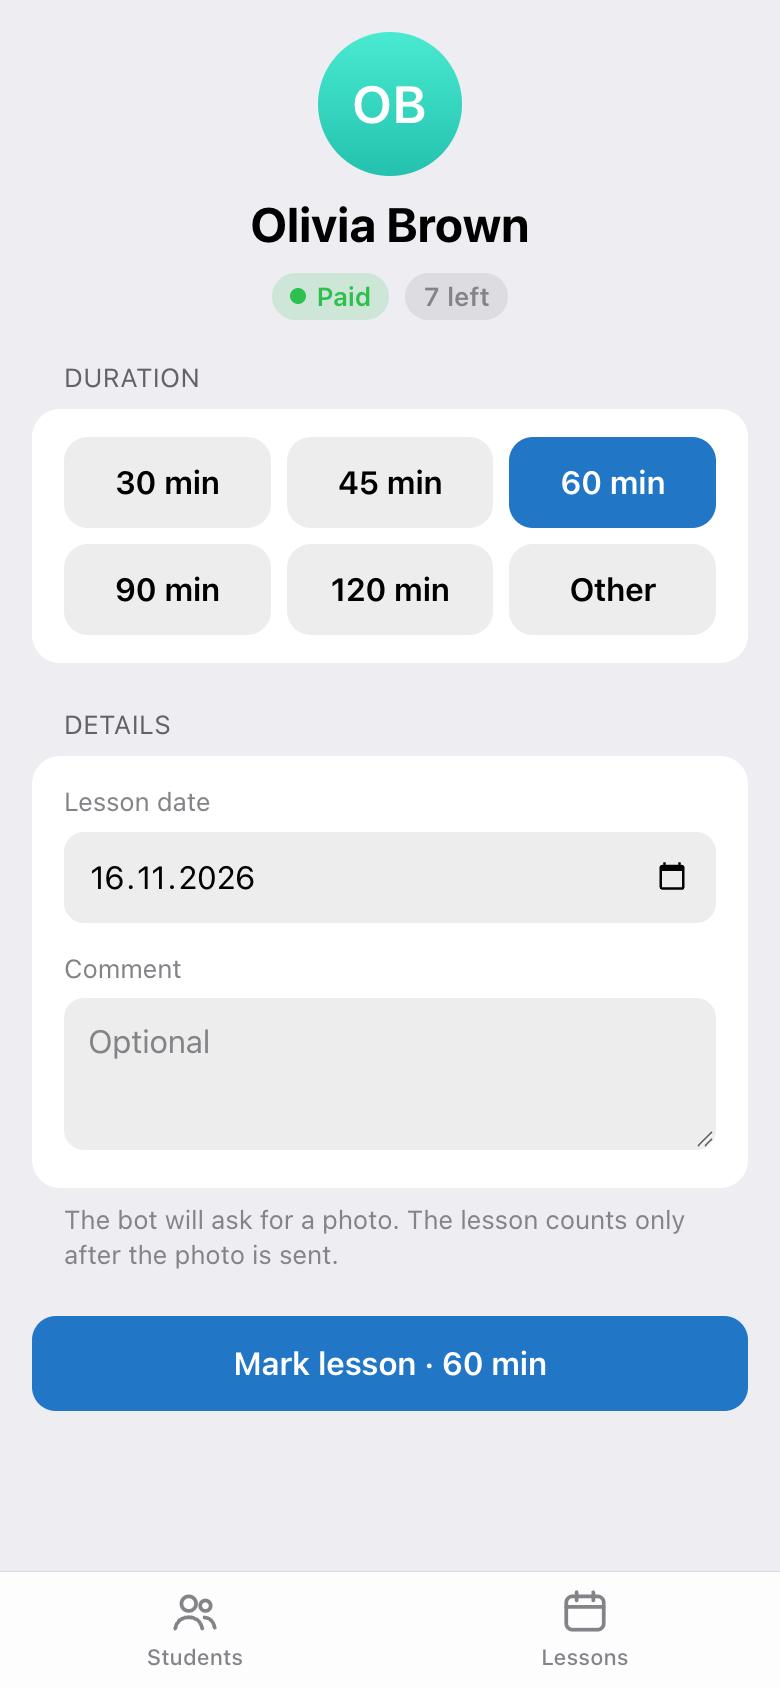 OB
Olivia Brown
Paid
7 left
DURATION
30 min
45 min
60 min
90 min
120 min
Other
DETAILS
Lesson date
16.11.2026
Comment
Optional
The bot will ask for a photo. The lesson counts only
after the photo is sent.
Mark lesson · 60 min
Students
Lessons